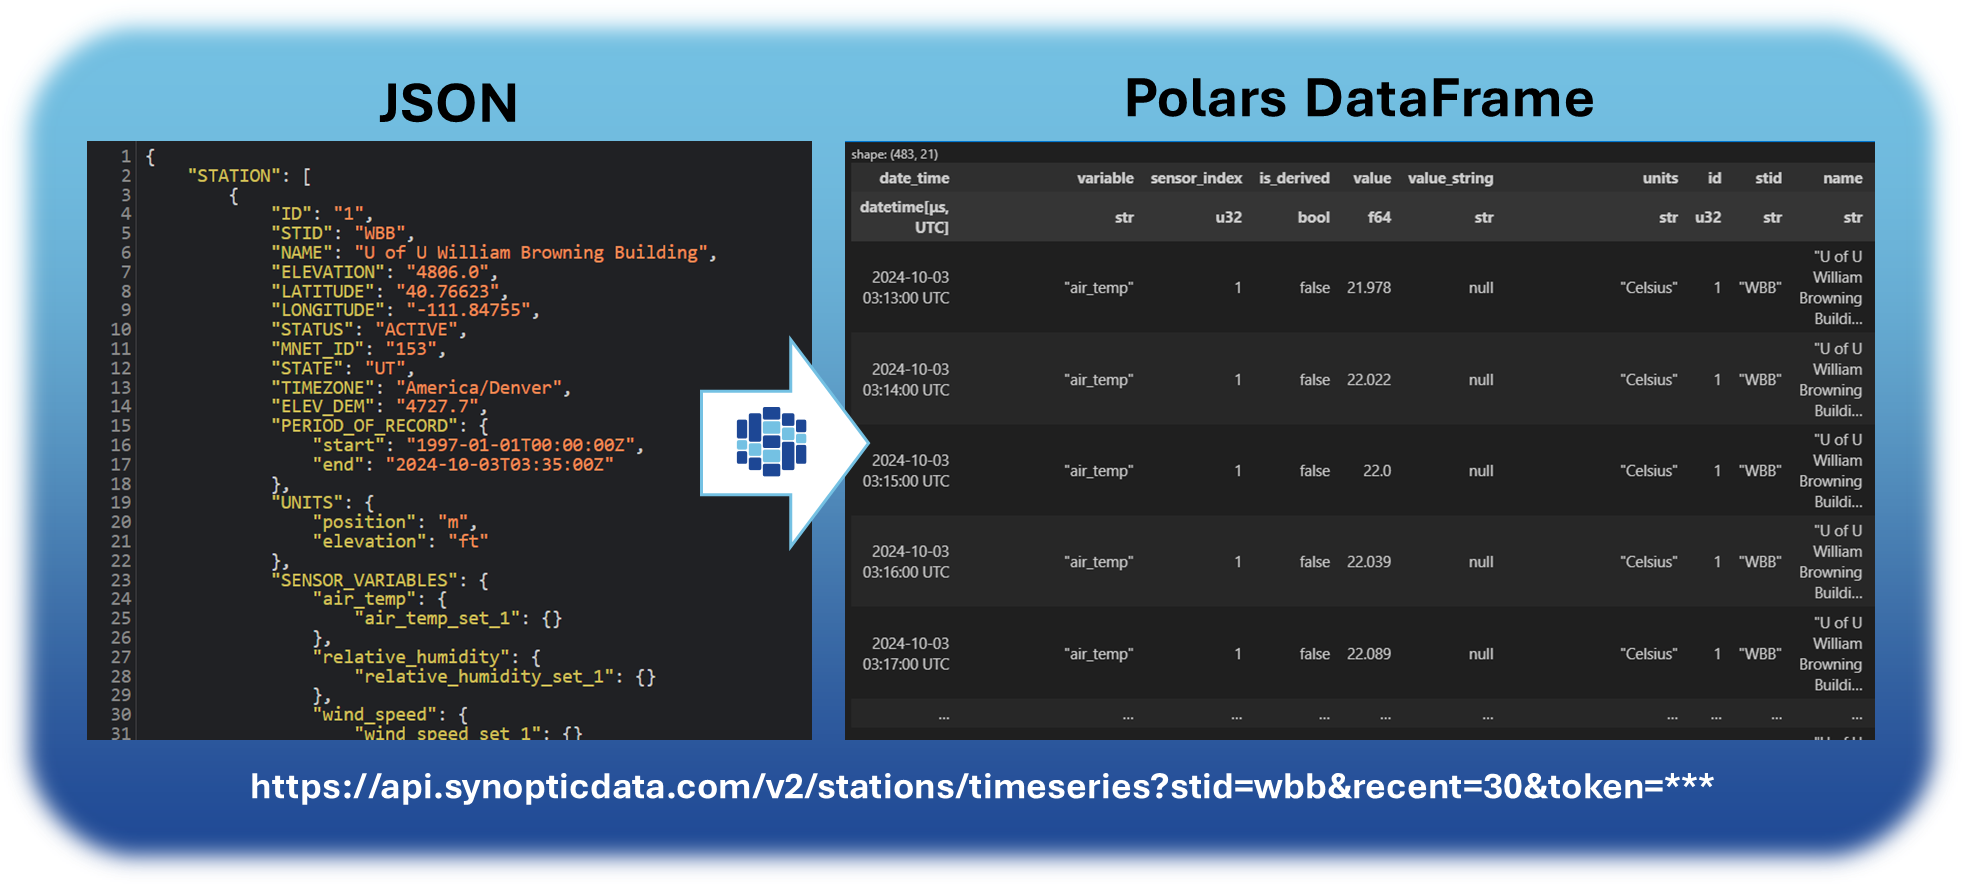 JSON
Polars DataFrame
1 {
2 "STATION": [
3 {
4 "ID": "1",
5 "STID": "WBB",
6 "NAME": "U of U William Browning Building",
7 "ELEVATION": "4806.0",
8 "LATITUDE": "40.76623",
9 "LONGITUDE": "-111.84755",
10 "STATUS": "ACTIVE",
11 "MNET_ID": "153",
12 "STATE": "UT",
13 "TIMEZONE": "America/Denver",
14 "ELEV_DEM": "4727.7",
15 "PERIOD_OF_RECORD": {
16 "start": "1997-01-01T00:00:00Z",
17 "end": "2024-10-03T03:35:00Z"
18 },
19 "UNITS": {
20 "position": "m",
21 "elevation": "ft"
22 },
23 "SENSOR_VARIABLES": {
24 "air_temp": {
25 "air_temp_set_1": {}
26 },
27 "relative_humidity": {
28 "relative_humidity_set_1": {}
29 },
30 "wind_speed": {
31 "wind_speed_set_1": {}
shape: (483, 21)
date_time variable sensor_index is_derived value value_string units id stid name
datetime[μs,
UTC] str u32 bool f64 str str u32 str str
"U of U
2024-10-03 William
03:13:00 UTC "air_temp" 1 false 21.978 null "Celsius" 1 "WBB" Browning
Buildi...
"U of U
2024-10-03 William
03:14:00 UTC "air_temp" 1 false 22.022 null "Celsius" 1 "WBB" Browning
Buildi...
"U of U
2024-10-03 William
03:15:00 UTC "air_temp" 1 false 22.0 null "Celsius" 1 "WBB" Browning
Buildi...
"U of U
2024-10-03 William
03:16:00 UTC "air_temp" 1 false 22.039 null "Celsius" 1 "WBB" Browning
Buildi...
"U of U
2024-10-03 William
03:17:00 UTC "air_temp" 1 false 22.089 null "Celsius" 1 "WBB" Browning
Buildi...
... ... ... ... ... ... ... ... ... ...
https://api.synopticdata.com/v2/stations/timeseries?stid=wbb&recent=30&token=***